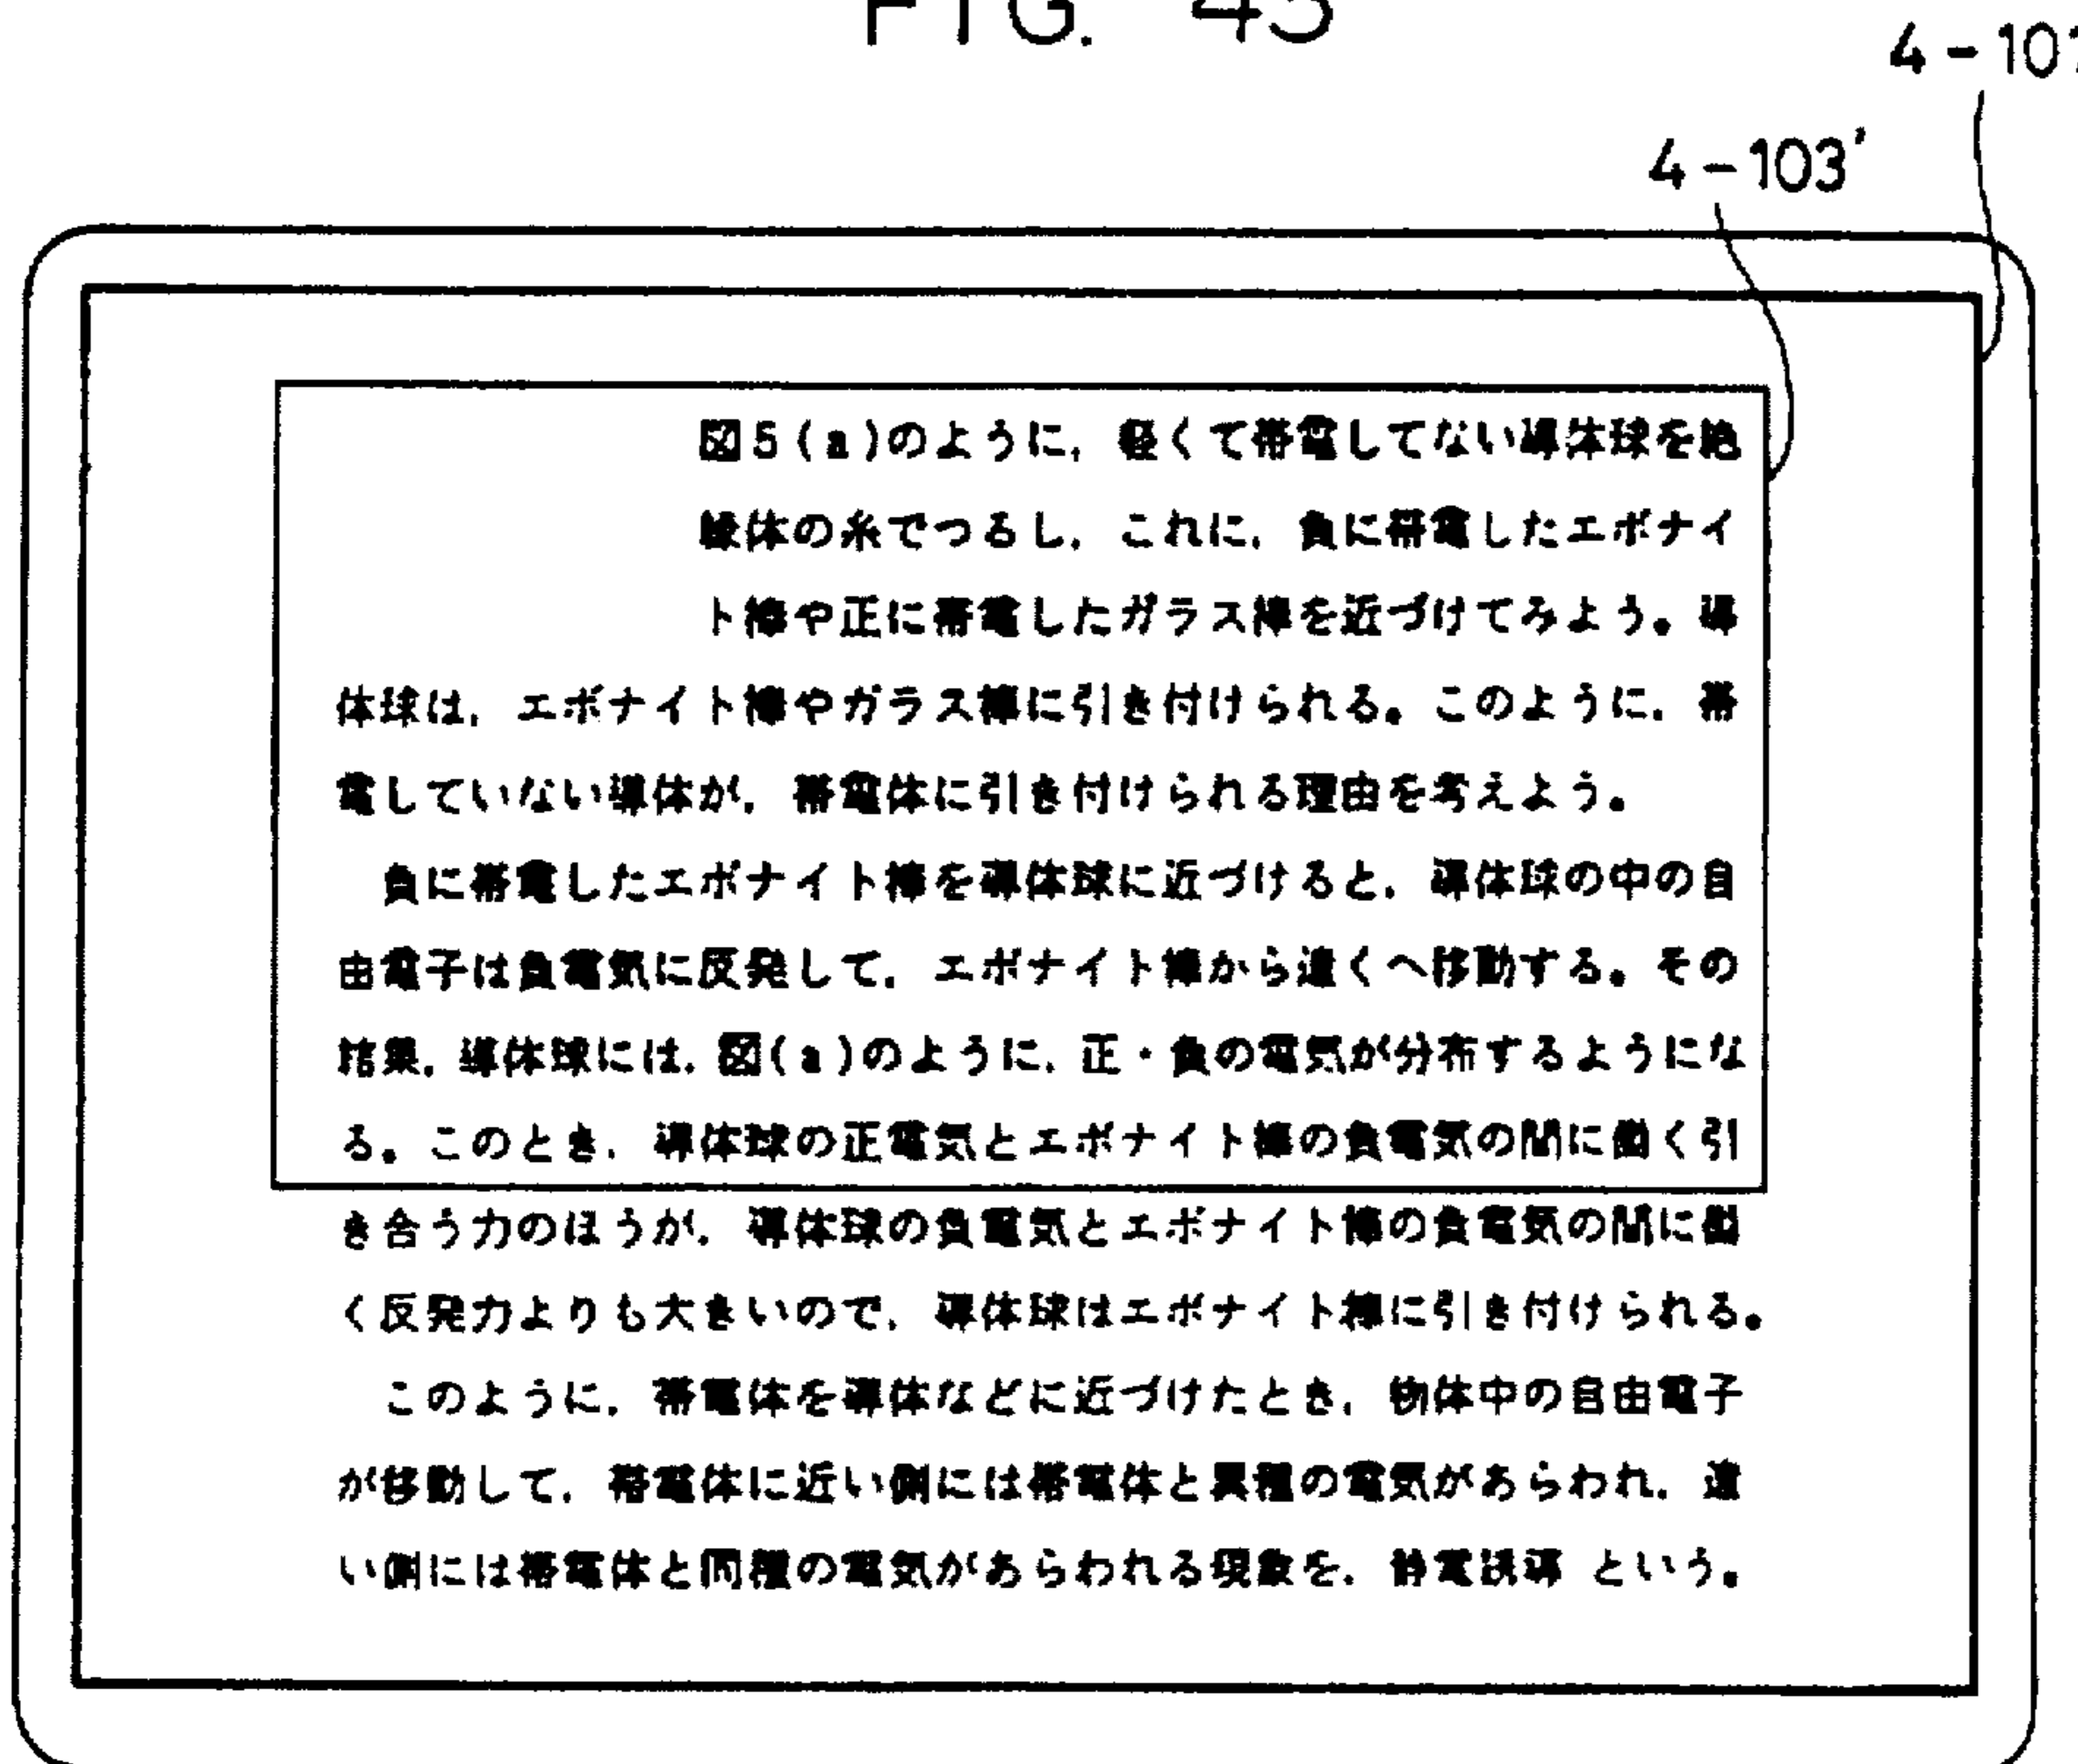 FIG. 45
4-101
4-103'
図5(a)のように,軽くて帯電してない導体球を絶
縁体の糸でつるし,これに,負に帯電したエボナイ
ト棒や正に帯電したガラス棒を近づけてみよう。導
体球は,エボナイト棒やガラス棒に引き付けられる。このように,帯
電していない導体が,帯電体に引き付けられる理由を考えよう。
負に帯電したエボナイト棒を導体球に近づけると,導体球の中の自
由電子は負電気に反発して,エボナイト棒から遠くへ移動する。その
結果,導体球には,図(a)のように,正・負の電気が分布するようにな
る。このとき,導体球の正電気とエボナイト棒の負電気の間に働く引
き合う力のほうが,導体球の負電気とエボナイト棒の負電気の間に働
く反発力よりも大きいので,導体球はエボナイト棒に引き付けられる。
このように,帯電体を導体などに近づけたとき,物体中の自由電子
が移動して,帯電体に近い側には帯電体と異種の電気があらわれ,遠
い側には帯電体と同種の電気があらわれる現象を,静電誘導 という。